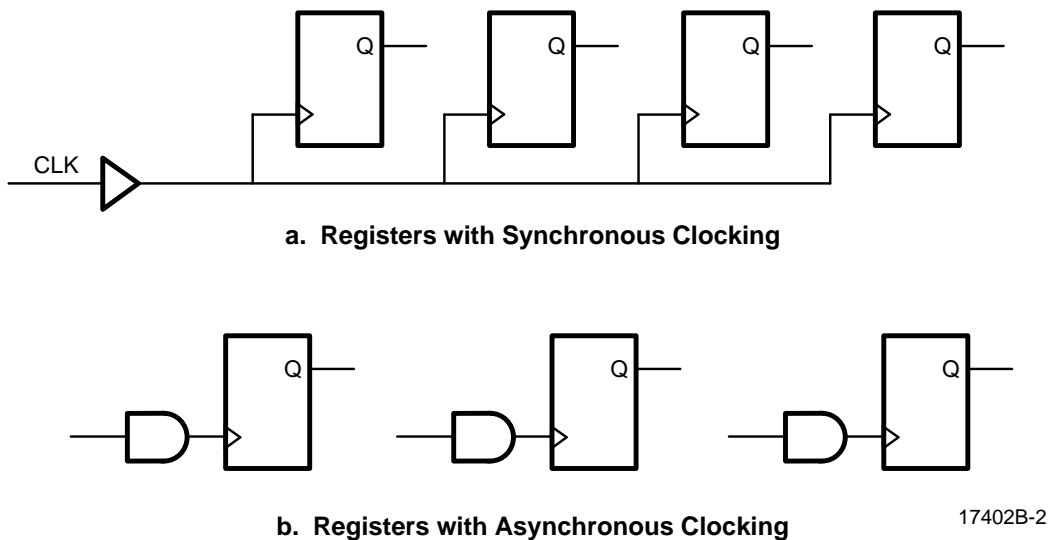 Q Q Q Q
CLK
a. Registers with Synchronous Clocking
Q Q Q
b. Registers with Asynchronous Clocking
17402B-2